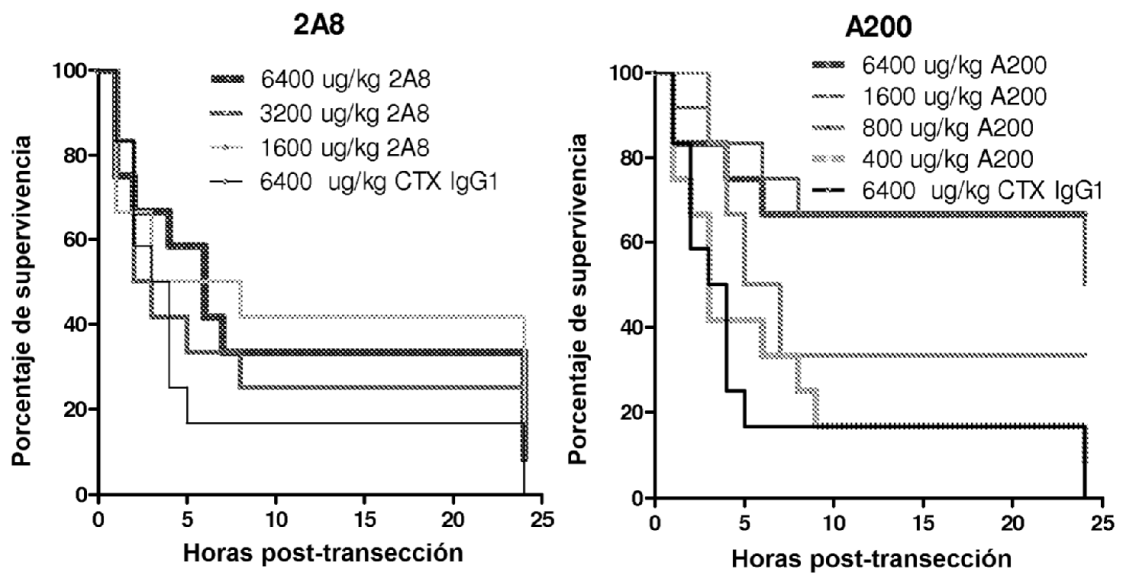 2A8
6400 ug/kg 2A8
3200 ug/kg 2A8
1600 ug/kg 2A8
6400 ug/kg CTX IgG1
Porcentaje de supervivencia
100
80
60
40
20
0
0 5 10 15 20 25
Horas post-transección
A200
6400 ug/kg A200
1600 ug/kg A200
800 ug/kg A200
400 ug/kg A200
6400 ug/kg CTX IgG1
Porcentaje de supervivencia
100
80
60
40
20
0
0 5 10 15 20 25
Horas post-transección